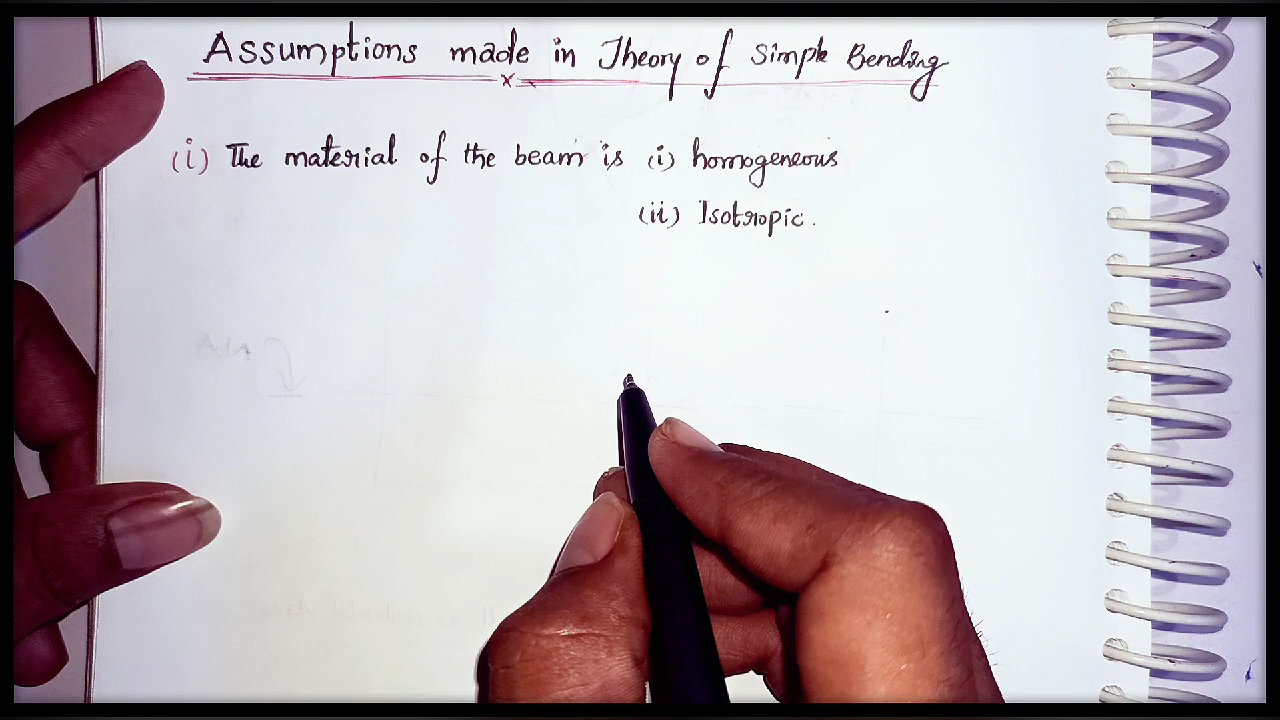 Assumptions made in Theory of Simple Bending
x
(i) The material of the beam is (i) homogeneous
(ii) Isotropic.